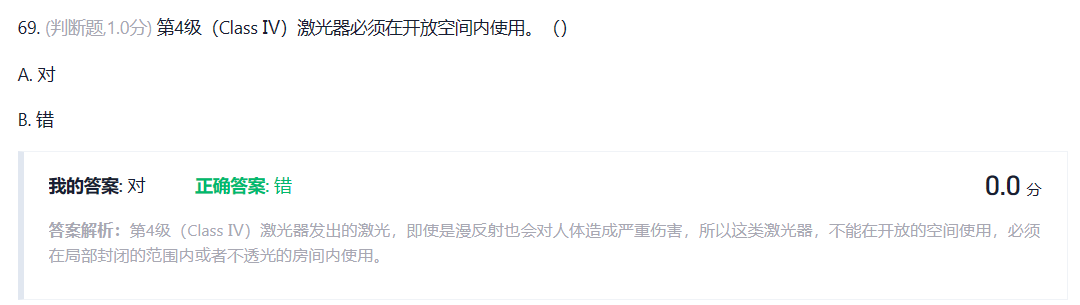 69. (判断题,1.0分) 第4级（Class Ⅳ）激光器必须在开放空间内使用。（）
A. 对
B. 错
我的答案: 对 正确答案: 错 0.0 分
答案解析：第4级（Class Ⅳ）激光器发出的激光，即使是漫反射也会对人体造成严重伤害，所以这类激光器，不能在开放的空间使用，必须
在局部封闭的范围内或者不透光的房间内使用。